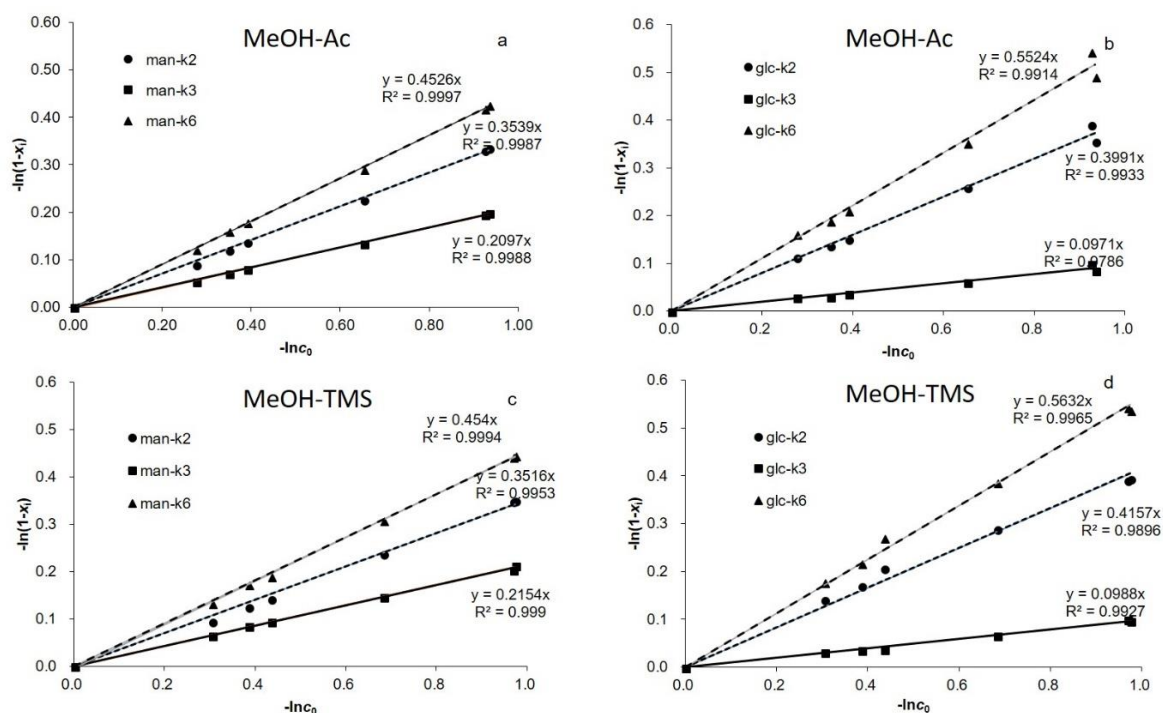 MeOH-Ac
a
man-k2
man-k3
man-k6
y = 0.4526x
R² = 0.9997
y = 0.3539x
R² = 0.9987
y = 0.2097x
R² = 0.9988
-ln(1-xi)
0.60
0.50
0.40
0.30
0.20
0.10
0.00
0.00 0.20 0.40 0.60 0.80 1.00
-lnc0
MeOH-Ac
b
glc-k2
glc-k3
glc-k6
y = 0.5524x
R² = 0.9914
y = 0.3991x
R² = 0.9933
y = 0.0971x
R² = 0.9786
-ln(1-xi)
0.6
0.5
0.4
0.3
0.2
0.1
0.0
0.0 0.2 0.4 0.6 0.8 1.0
-lnc0
MeOH-TMS
c
man-k2
man-k3
man-k6
y = 0.454x
R² = 0.9994
y = 0.3516x
R² = 0.9953
y = 0.2154x
R² = 0.999
-ln(1-xi)
0.6
0.5
0.4
0.3
0.2
0.1
0.0
0.0 0.2 0.4 0.6 0.8 1.0
-lnc0
MeOH-TMS
d
glc-k2
glc-k3
glc-k6
y = 0.5632x
R² = 0.9965
y = 0.4157x
R² = 0.9896
y = 0.0988x
R² = 0.9927
-ln(1-xi)
0.6
0.5
0.4
0.3
0.2
0.1
0.0
0.0 0.2 0.4 0.6 0.8 1.0
-lnc0